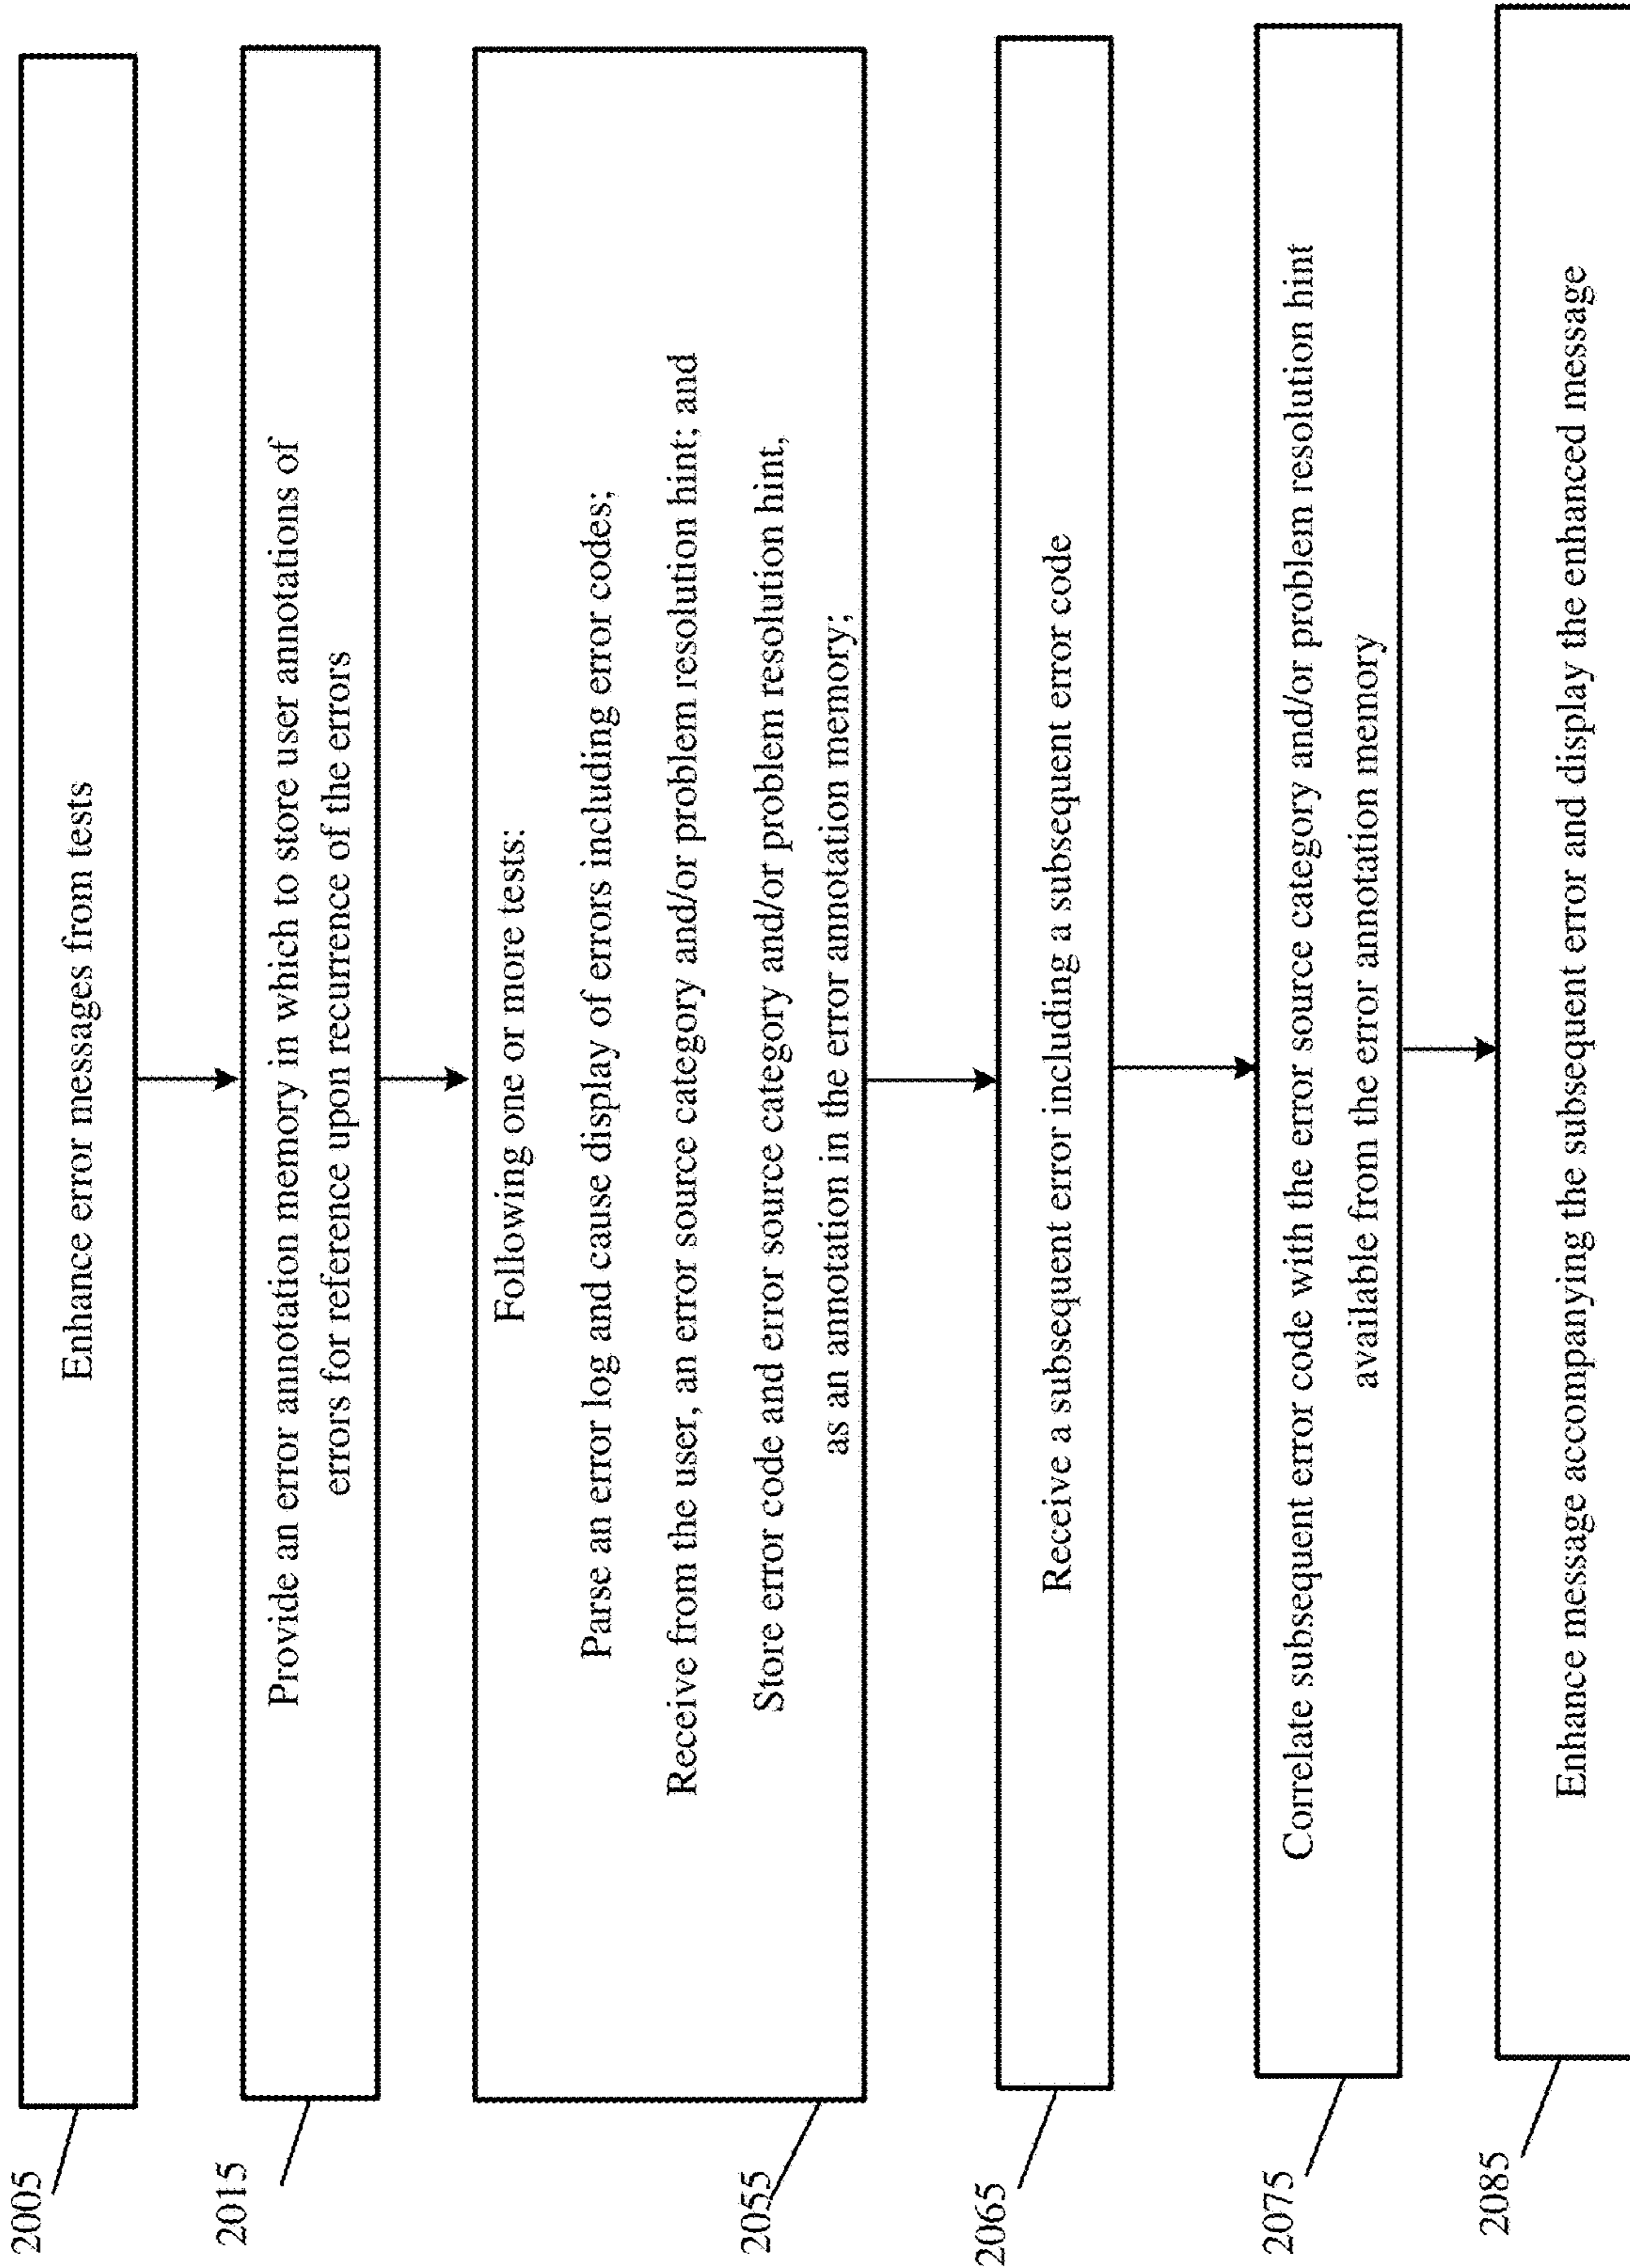 2005
Enhance error messages from tests
2015
Provide an error annotation memory in which to store user annotations of
errors for reference upon recurrence of the errors
2055
Following one or more tests:
Parse an error log and cause display of errors including error codes;
Receive from the user, an error source category and/or problem resolution hint; and
Store error code and error source category and/or problem resolution hint,
as an annotation in the error annotation memory;
2065
Receive a subsequent error including a subsequent error code
2075
Correlate subsequent error code with the error source category and/or problem resolution hint
available from the error annotation memory
2085
Enhance message accompanying the subsequent error and display the enhanced message